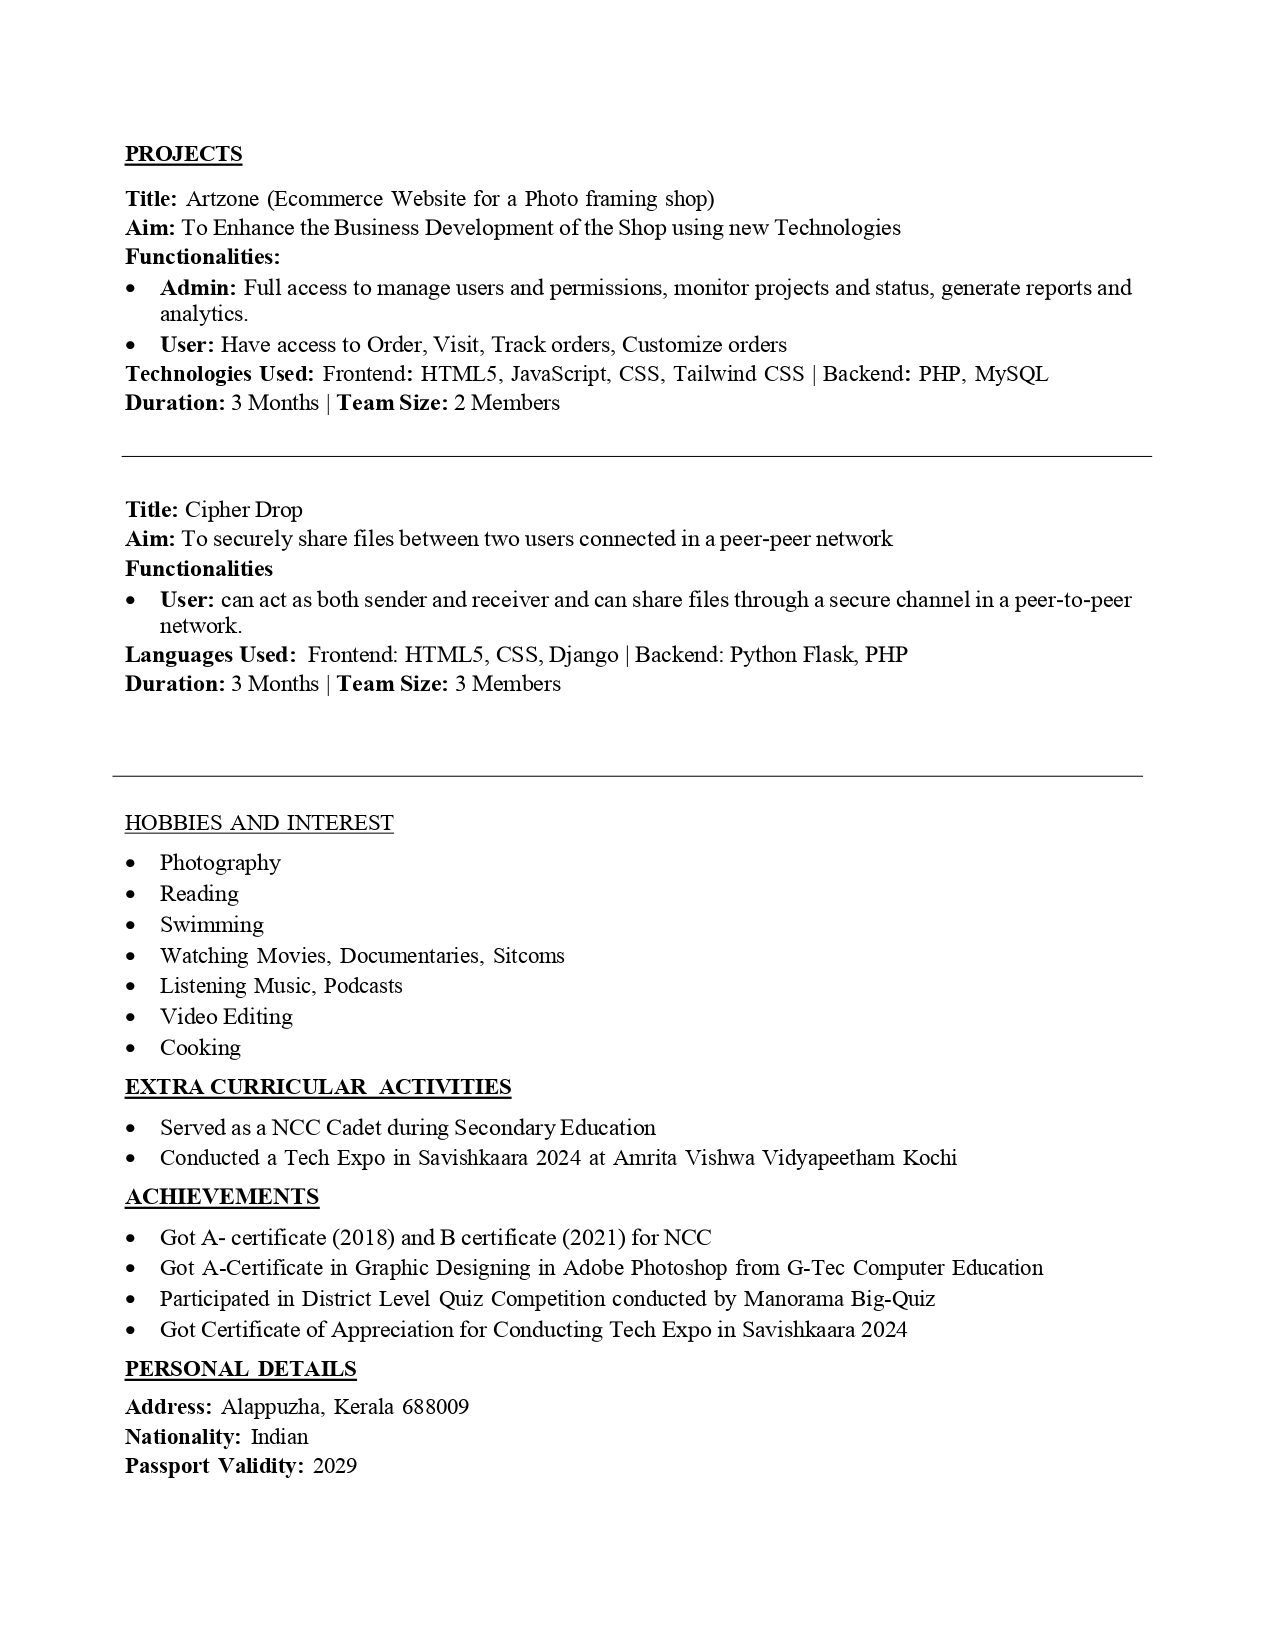 PROJECTS
Title: Artzone (Ecommerce Website for a Photo framing shop)
Aim: To Enhance the Business Development of the Shop using new Technologies
Functionalities:
• Admin: Full access to manage users and permissions, monitor projects and status, generate reports and
analytics.
• User: Have access to Order, Visit, Track orders, Customize orders
Technologies Used: Frontend: HTML5, JavaScript, CSS, Tailwind CSS | Backend: PHP, MySQL
Duration: 3 Months | Team Size: 2 Members
Title: Cipher Drop
Aim: To securely share files between two users connected in a peer-peer network
Functionalities
• User: can act as both sender and receiver and can share files through a secure channel in a peer-to-peer
network.
Languages Used: Frontend: HTML5, CSS, Django | Backend: Python Flask, PHP
Duration: 3 Months | Team Size: 3 Members
HOBBIES AND INTEREST
• Photography
• Reading
• Swimming
• Watching Movies, Documentaries, Sitcoms
• Listening Music, Podcasts
• Video Editing
• Cooking
EXTRA CURRICULAR ACTIVITIES
• Served as a NCC Cadet during Secondary Education
• Conducted a Tech Expo in Savishkaara 2024 at Amrita Vishwa Vidyapeetham Kochi
ACHIEVEMENTS
• Got A- certificate (2018) and B certificate (2021) for NCC
• Got A-Certificate in Graphic Designing in Adobe Photoshop from G-Tec Computer Education
• Participated in District Level Quiz Competition conducted by Manorama Big-Quiz
• Got Certificate of Appreciation for Conducting Tech Expo in Savishkaara 2024
PERSONAL DETAILS
Address: Alappuzha, Kerala 688009
Nationality: Indian
Passport Validity: 2029